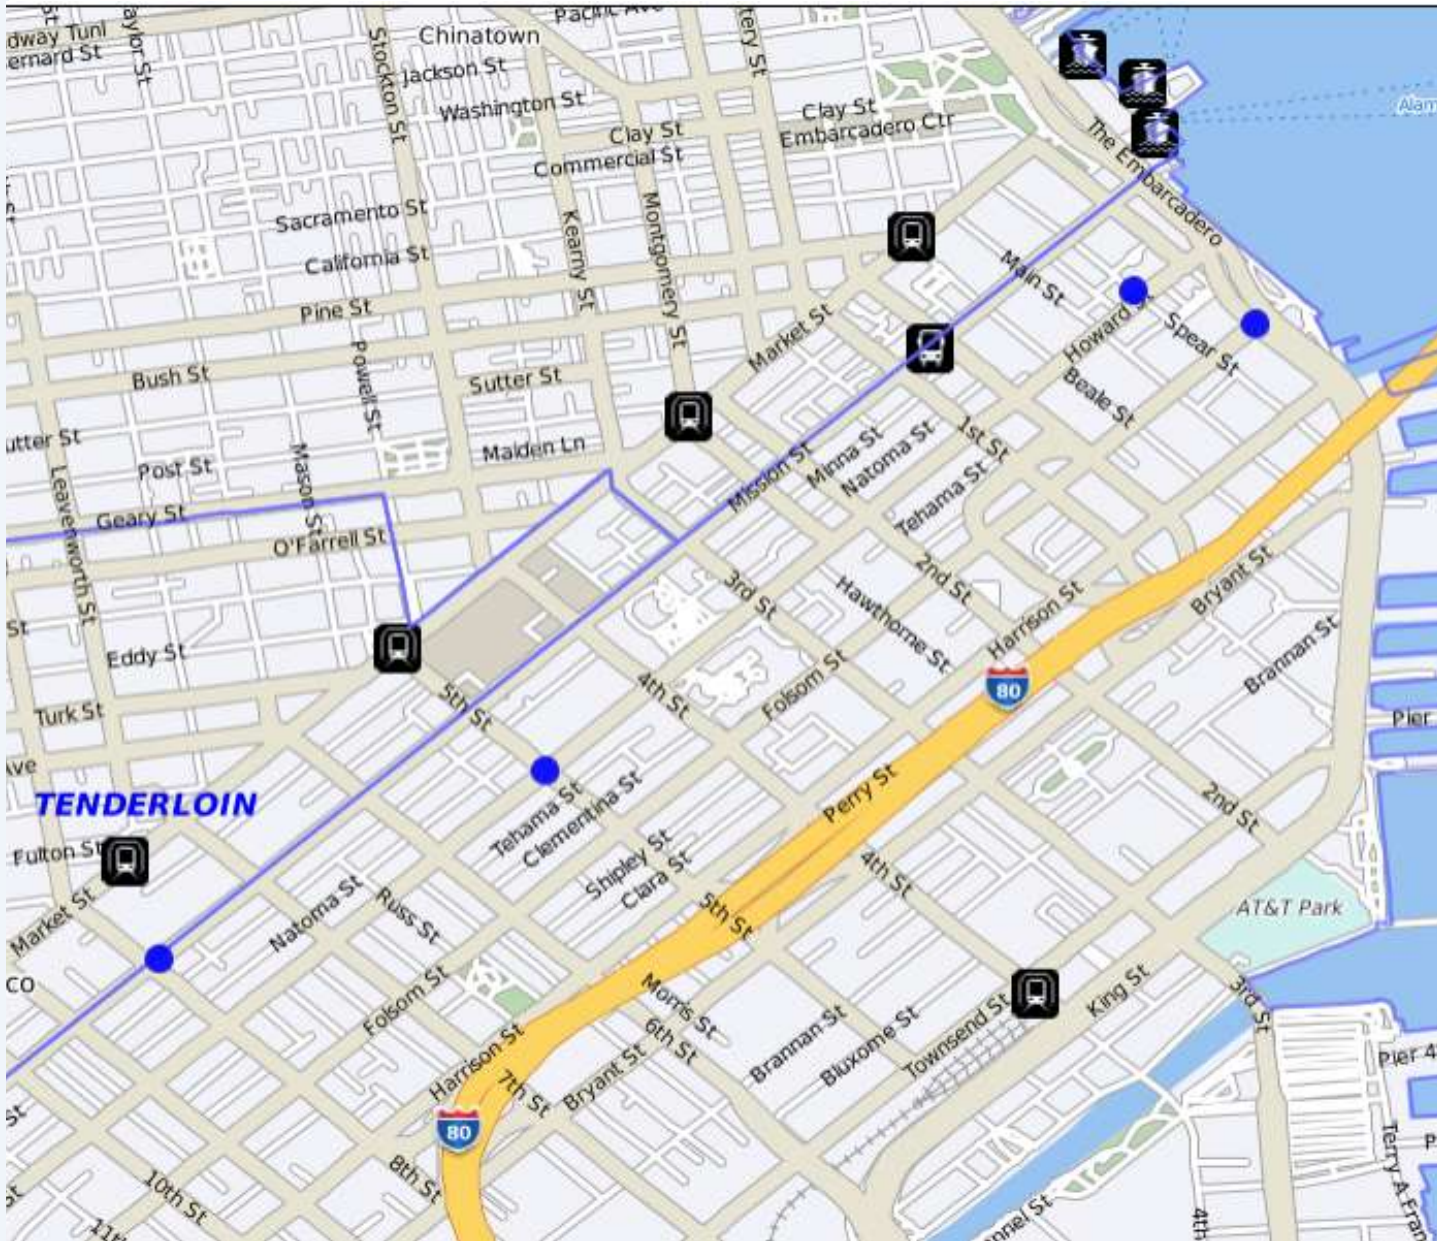 Chinatown
Jackson St
Washington St
Stockton St
Clay St
Commercial St
Clay St
Embarcadero Ctr
The Embarcadero
Sacramento St
California St
Kearny St
Montgomery St
Pine St
Bush St
Powell St
Sutter St
Market St
Main St
Howard
Spear St
Beale St
Post St
Mason St
Maiden Ln
Mission St
Minna St
Natoma St
1st St
Tehama St
Leavenworth St
Geary St
O'Farrell St
3rd St
2nd St
Hawthorne St
Harrison St
Bryant St
Brannan St
Eddy St
Turk St
5th St
4th St
Folsom St
80
Pier
TENDERLOIN
Fulton St
Market St
Tehama St
Clementina St
Shipley St
Clara St
Perry St
4th St
2nd St
5th St
AT&T Park
Natoma St
Russ St
Folsom St
CO
Morris St
6th St
Harrison St
7th St
Bryant St
Brannan St
Bluxome St
Townsend St
King St
3rd St
Pier 4
80
8th St
10th St
11th
4th
Terry A Fran